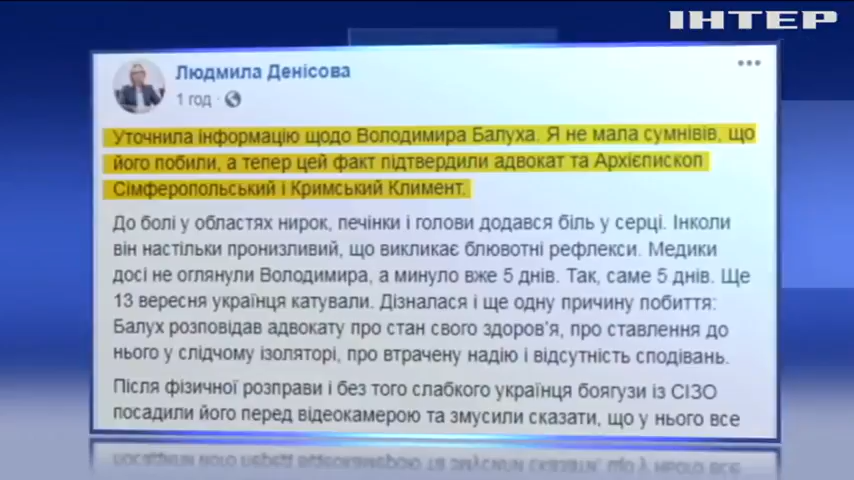 ІНТЕР
Людмила Денісова
1 год ·
Уточнила інформацію щодо Володимира Балуха. Я не мала сумнівів, що
його побили, а тепер цей факт підтвердили адвокат та Архієпископ
Сімферопольський і Кримський Климент.
До болі у областях нирок, печінки і голови додався біль у серці. Інколи
він настільки пронизливий, що викликає блювотні рефлекси. Медики
досі не оглянули Володимира, а минуло вже 5 днів. Так, саме 5 днів. Ще
13 вересня українця катували. Дізналася і ще одну причину побиття:
Балух розповідав адвокату про стан свого здоров'я, про ставлення до
нього у слідчому ізоляторі, про втрачену надію і відсутність сподівань.
Після фізичної розправи і без того слабкого українця боягузи із СІЗО
посадили його перед відеокамерою та змусили сказати, що у нього все